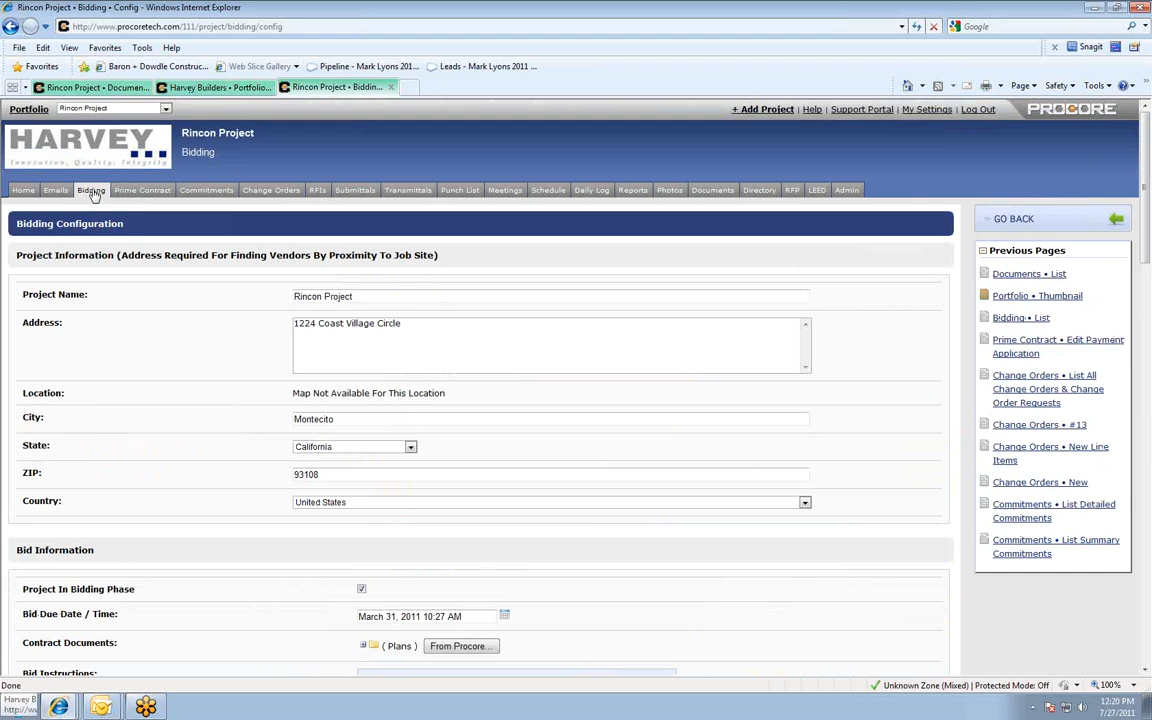 Rincon Project • Bidding • Config - Windows Internet Explorer
http://www.procoretech.com/111/project/bidding/config
Google
File Edit View Favorites Tools Help
x Snagit
Favorites Baron + Dowdle Construc... Web Slice Gallery Pipeline - Mark Lyons 201... Leads - Mark Lyons 2011 ...
Rincon Project • Documen... Harvey Builders • Portfolio... Rincon Project • Biddin... x
Page Safety Tools
Portfolio Rincon Project + Add Project Help Support Portal My Settings Log Out PROCORE
HARVEY
Innovation, Quality, Integrity
Rincon Project
Bidding
Home Emails Bidding Prime Contract Commitments Change Orders RFIs Submittals Transmittals Punch List Meetings Schedule Daily Log Reports Photos Documents Directory RFP LEED Admin
Bidding Configuration
Project Information (Address Required For Finding Vendors By Proximity To Job Site)
Project Name: Rincon Project
Address: 1224 Coast Village Circle
Location: Map Not Available For This Location
City: Montecito
State: California
ZIP: 93108
Country: United States
Bid Information
Project In Bidding Phase
Bid Due Date / Time: March 31, 2011 10:27 AM
Contract Documents: ( Plans ) From Procore...
Bid Instructions:
GO BACK
Previous Pages
Documents • List
Portfolio • Thumbnail
Bidding • List
Prime Contract • Edit Payment
Application
Change Orders • List All
Change Orders & Change
Order Requests
Change Orders • #13
Change Orders • New Line
Items
Change Orders • New
Commitments • List Detailed
Commitments
Commitments • List Summary
Commitments
Done Unknown Zone (Mixed) | Protected Mode: Off 100%
Harvey B
http://ww
12:20 PM
7/27/2011